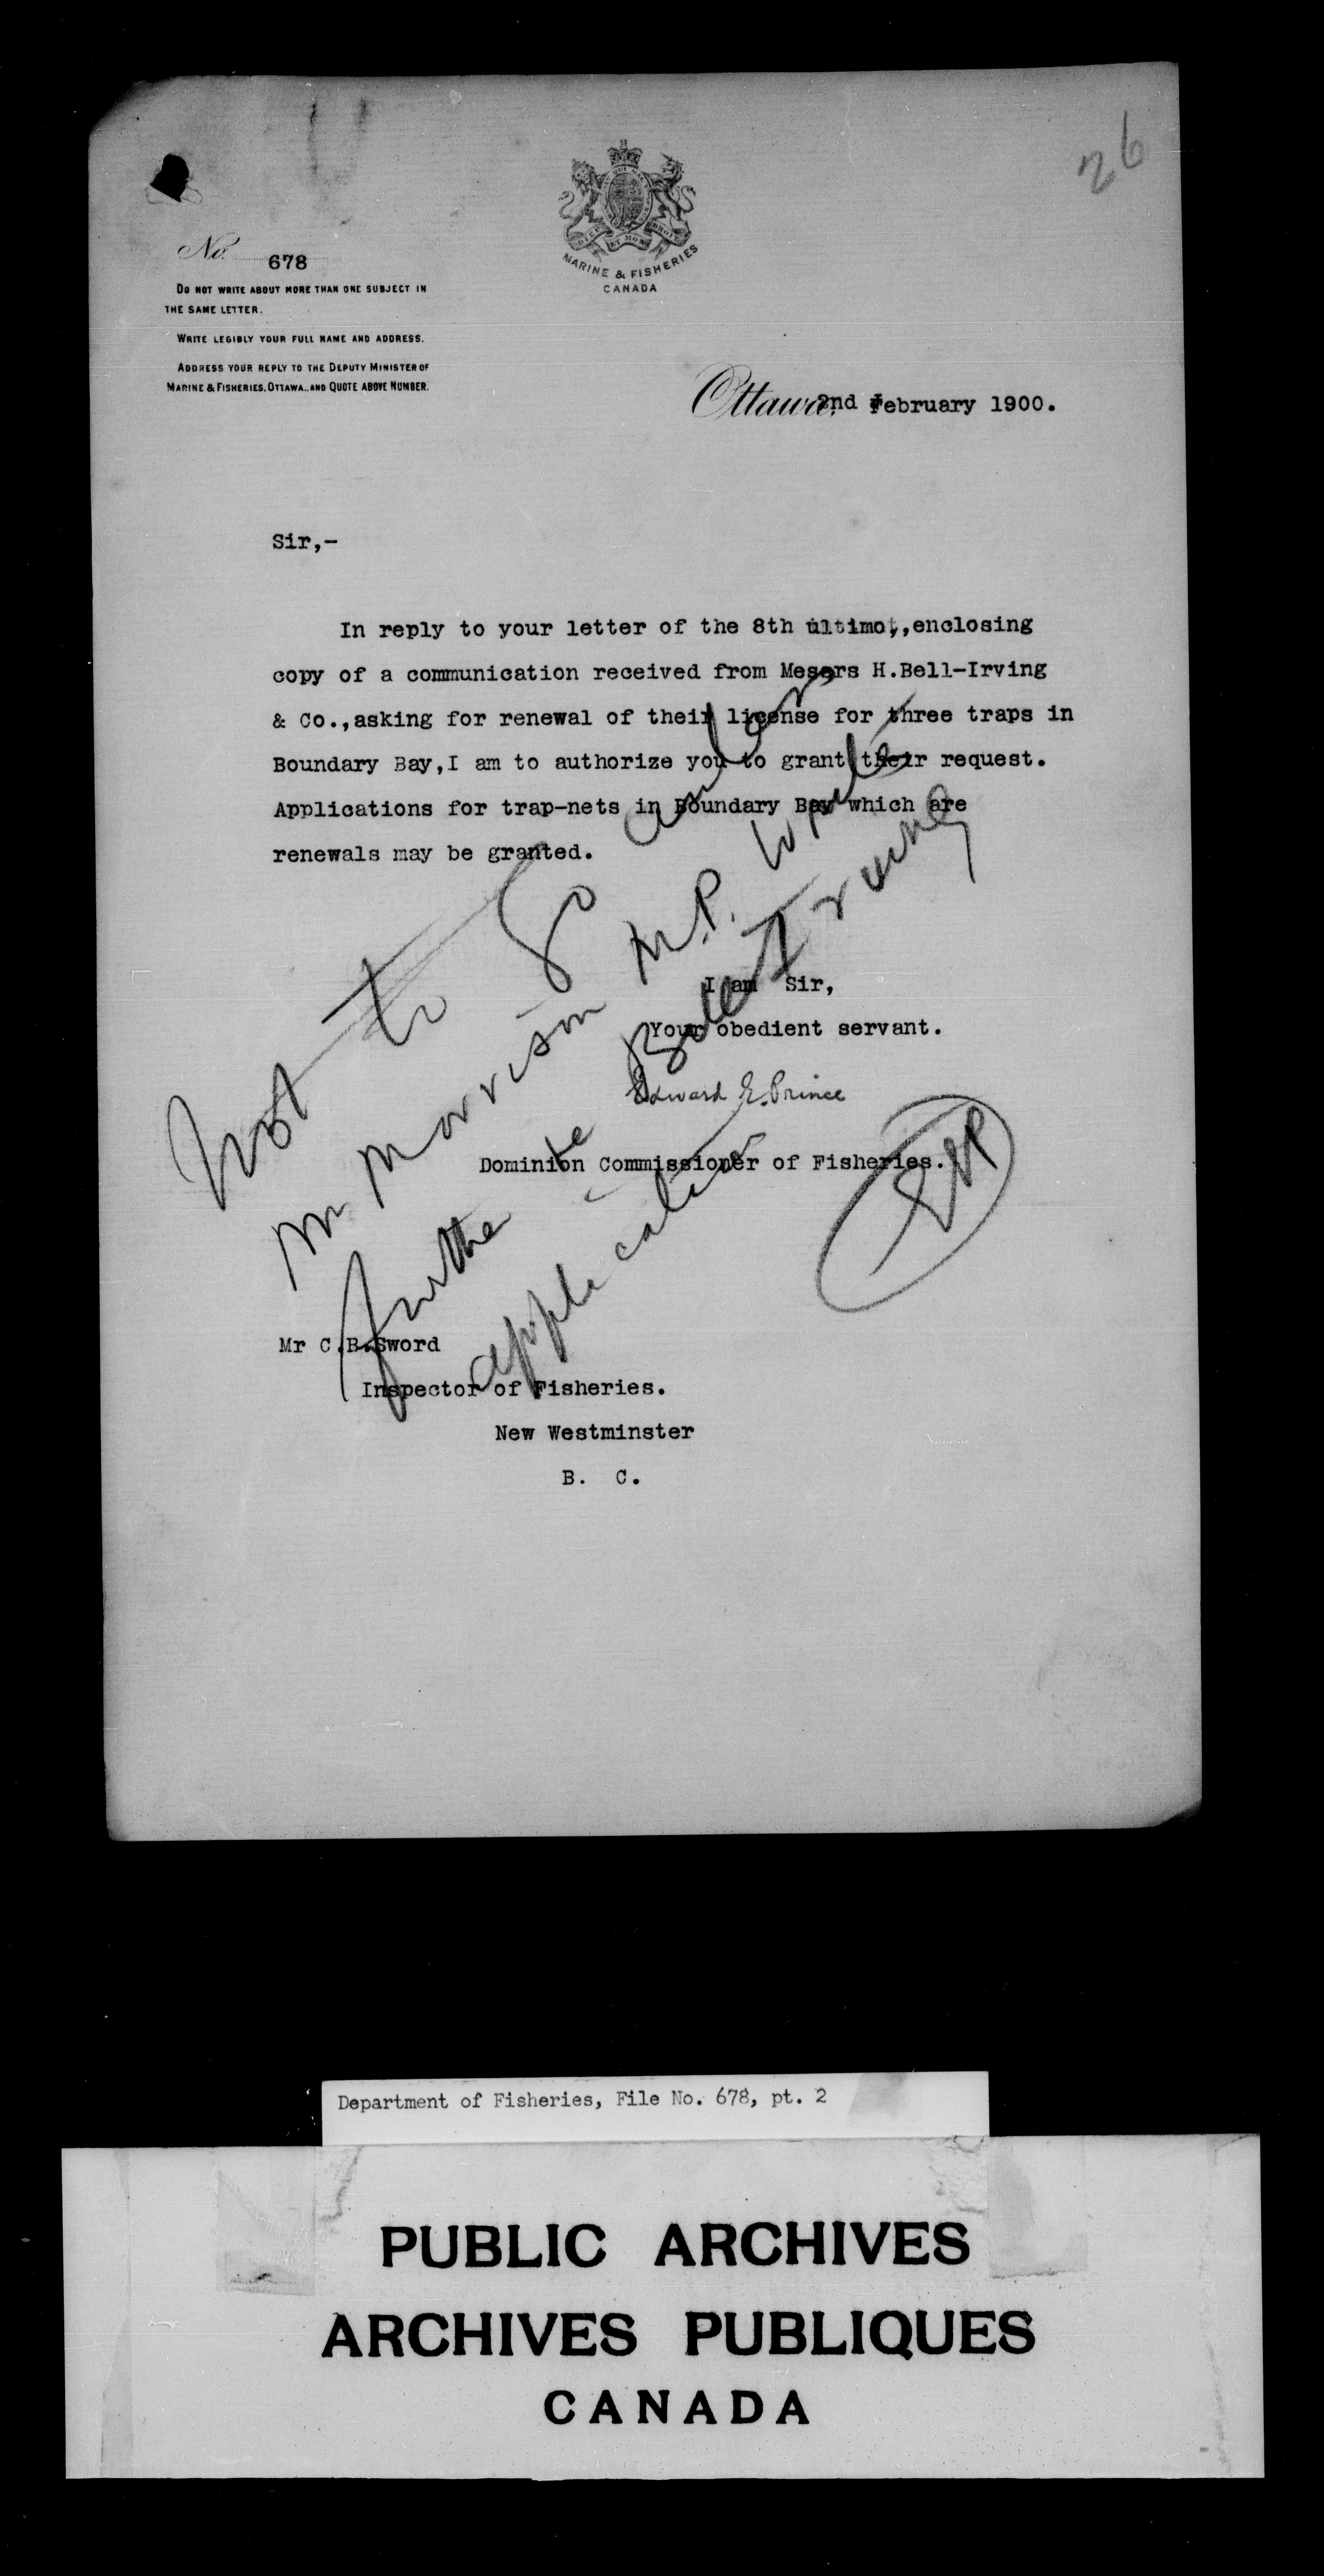 26
No. 678
DO NOT WRITE ABOUT MORE THAN ONE SUBJECT IN
THE SAME LETTER.
WRITE LEGIBLY YOUR FULL NAME AND ADDRESS.
ADDRESS YOUR REPLY TO THE DEPUTY MINISTER OF
MARINE & FISHERIES, OTTAWA., AND QUOTE ABOVE NUMBER.
DIEU ET MON DROIT
MARINE & FISHERIES
CANADA
Ottawa, 2nd February 1900.
Sir,-
In reply to your letter of the 8th ultimo,,enclosing
copy of a communication received from Messrs H.Bell-Irving
& Co.,asking for renewal of their license for three traps in
Boundary Bay,I am to authorize you to grant their request.
Applications for trap-nets in Boundary Bay which are
renewals may be granted.
I am Sir,
Your obedient servant.
Edward E. Prince
Dominion Commissioner of Fisheries.
Not to go
Mr Morrison M.P.
further Bell Irving
application
Mr C.B.Sword
Inspector of Fisheries.
New Westminster
B. C.
Department of Fisheries, File No. 678, pt. 2
PUBLIC ARCHIVES
ARCHIVES PUBLIQUES
CANADA